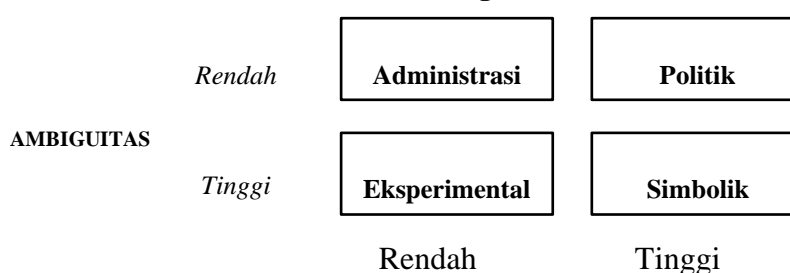 Rendah Administrasi Politik
AMBIGUITAS
Tinggi Eksperimental Simbolik
Rendah Tinggi